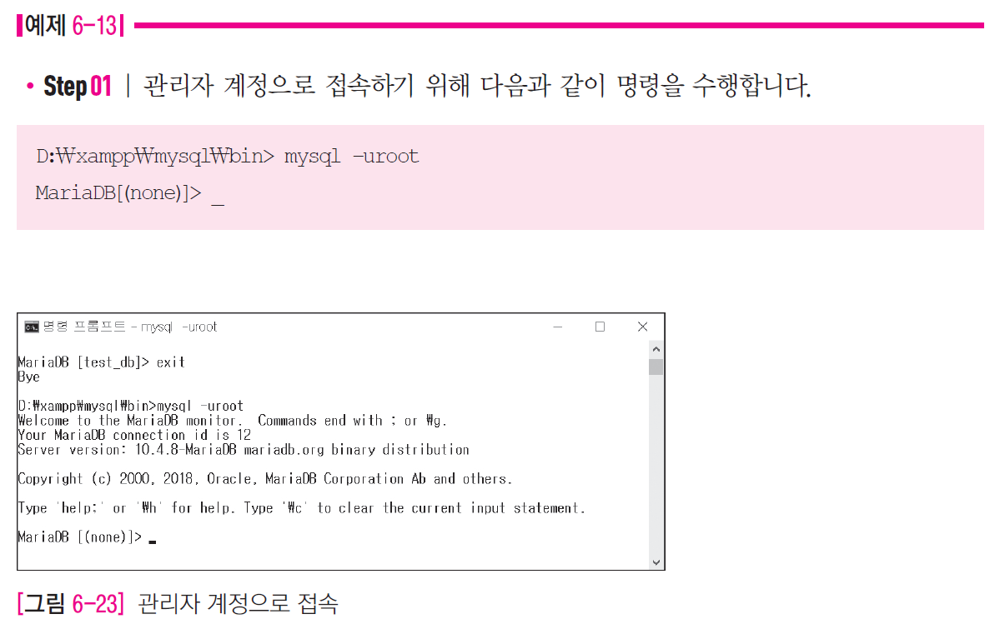 예제 6-13
• Step 01 | 관리자 계정으로 접속하기 위해 다음과 같이 명령을 수행합니다.
D:₩xampp₩mysql₩bin> mysql -uroot
MariaDB[(none)]> _
명령 프롬프트 - mysql -uroot
MariaDB [test_db]> exit
Bye
D:₩xampp₩mysql₩bin>mysql -uroot
Welcome to the MariaDB monitor. Commands end with ; or ₩g.
Your MariaDB connection id is 12
Server version: 10.4.8-MariaDB mariadb.org binary distribution
Copyright (c) 2000, 2018, Oracle, MariaDB Corporation Ab and others.
Type 'help;' or '₩h' for help. Type '₩c' to clear the current input statement.
MariaDB [(none)]> _
[그림 6-23] 관리자 계정으로 접속